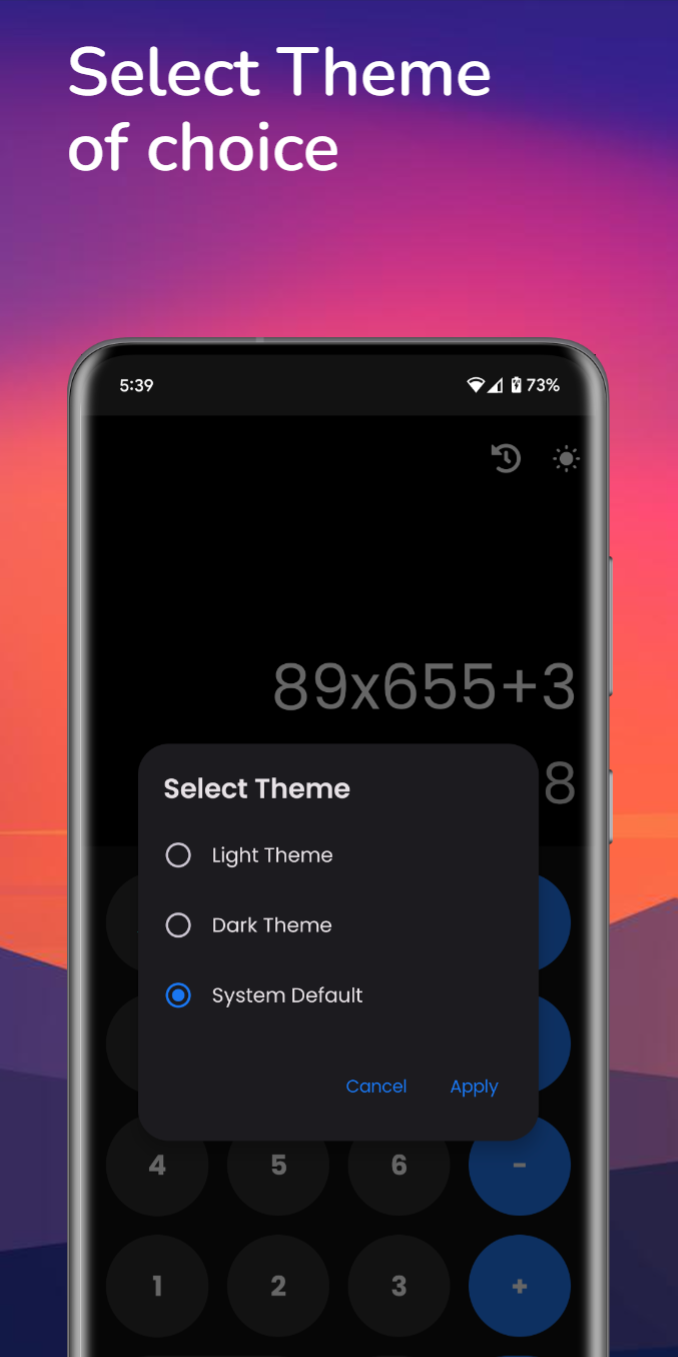 Select Theme
of choice
5:39
73%
89x655+3
8
Select Theme
Light Theme
Dark Theme
System Default
Cancel Apply
4 5 6 -
1 2 3 +